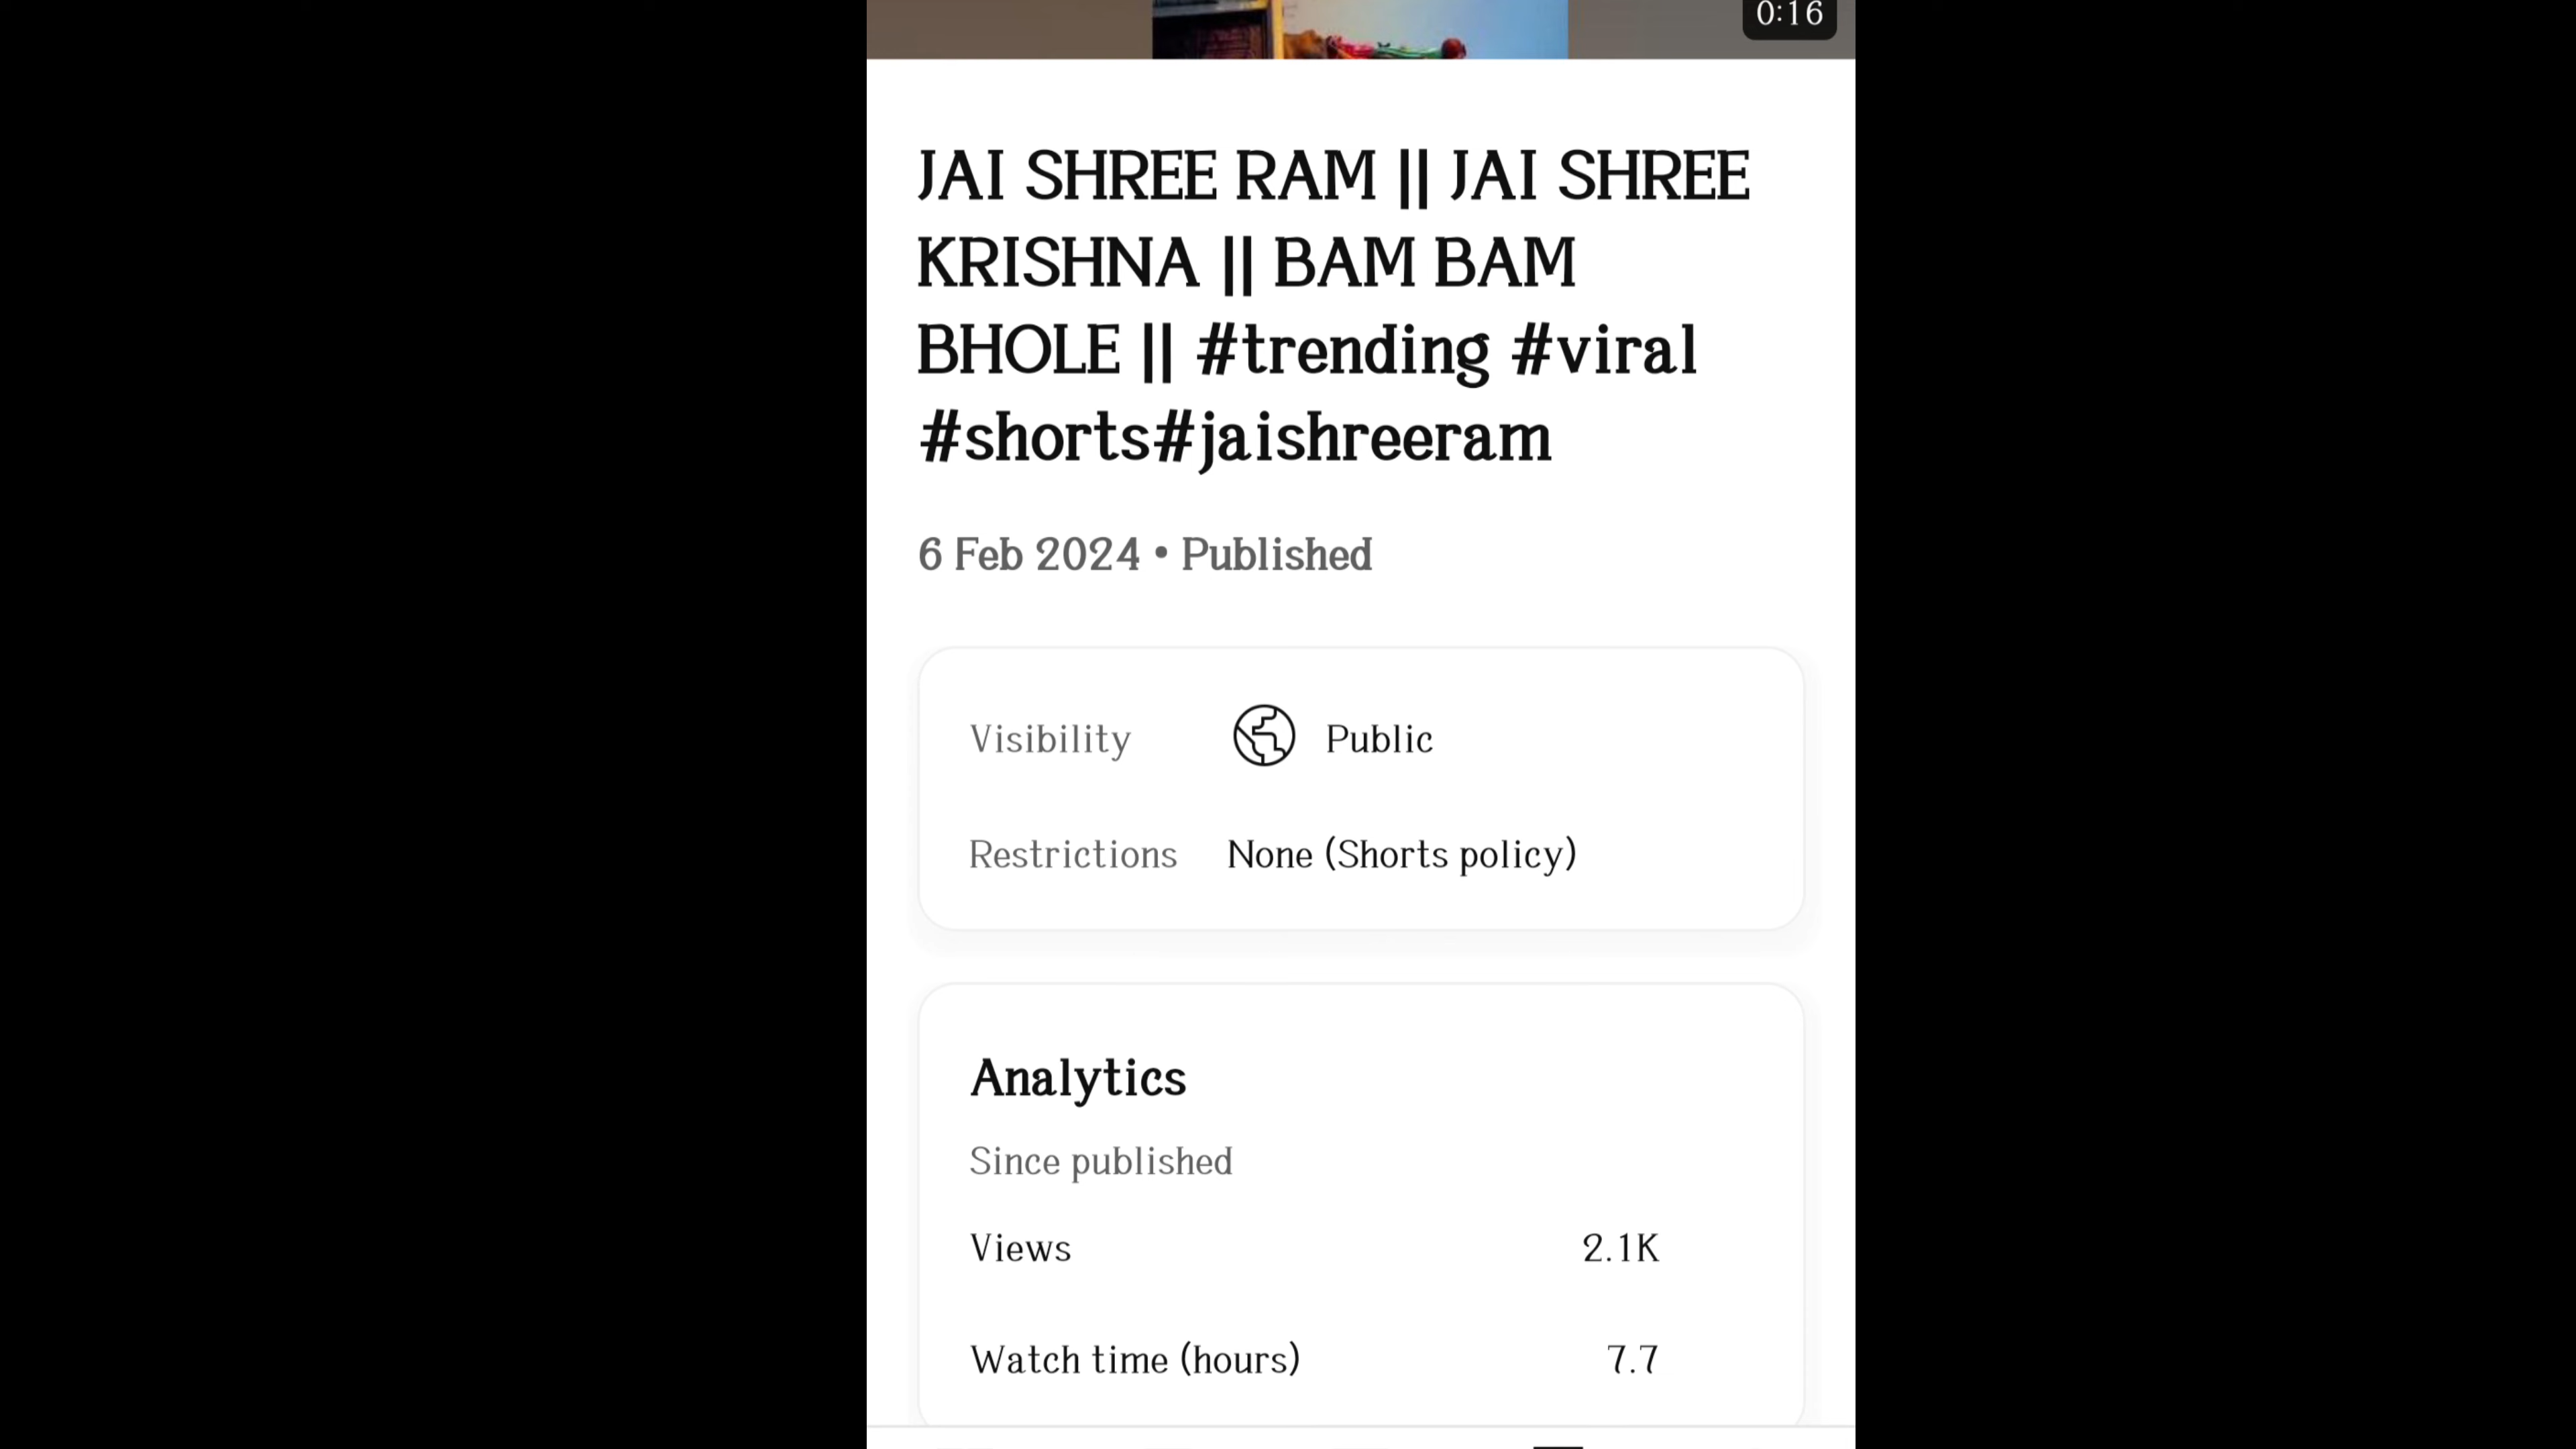 0:16
JAI SHREE RAM || JAI SHREE
KRISHNA || BAM BAM
BHOLE || #trending #viral
#shorts#jaishreeram
6 Feb 2024 • Published
Visibility Public
Restrictions None (Shorts policy)
Analytics
Since published
Views 2.1K
Watch time (hours) 7.7